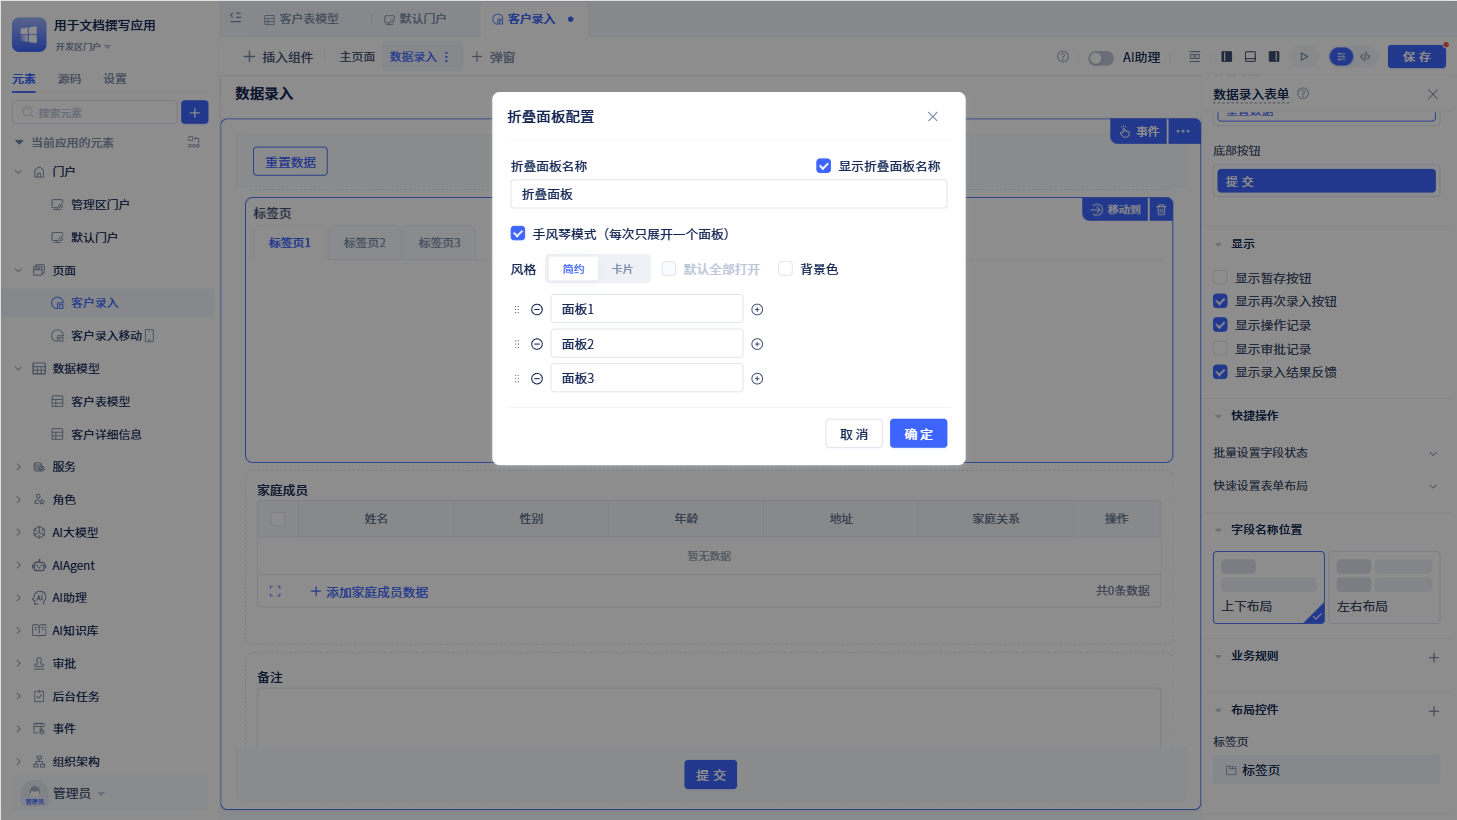 用于文档撰写应用
开发区门户
元素 源码 设置
搜索元素
当前应用的元素
门户
管理区门户
默认门户
页面
客户录入
客户录入移动
数据模型
客户表模型
客户详细信息
服务
角色
AI大模型
AIAgent
AI助理
AI知识库
审批
后台任务
事件
组织架构
管理员
管理员
客户表模型 默认门户 客户录入
插入组件 主页面 数据录入 弹窗 AI助理 保 存
数据录入
事件
重置数据
标签页
移动到
标签页1 标签页2 标签页3
折叠面板配置
折叠面板名称 显示折叠面板名称
折叠面板
手风琴模式（每次只展开一个面板）
风格 简约 卡片 默认全部打开 背景色
面板1
面板2
面板3
取 消 确 定
家庭成员
姓名 性别 年龄 地址 家庭关系 操作
暂无数据
添加家庭成员数据 共0条数据
备注
提 交
数据录入表单
重置数据
底部按钮
提 交
显示
显示暂存按钮
显示再次录入按钮
显示操作记录
显示审批记录
显示录入结果反馈
快捷操作
批量设置字段状态
快速设置表单布局
字段名称位置
上下布局 左右布局
业务规则
布局控件
标签页
标签页